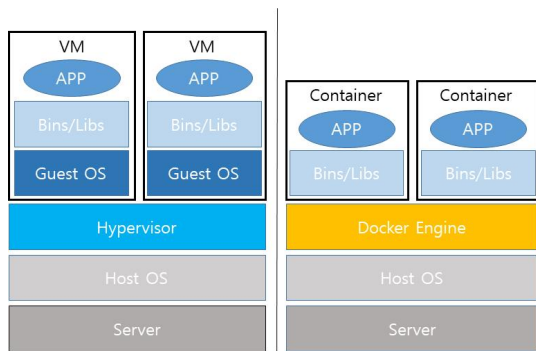 VM
VM
APP
APP
Bins/Libs
Bins/Libs
Guest OS
Guest OS
Hypervisor
Host OS
Server
Container
Container
APP
APP
Bins/Libs
Bins/Libs
Docker Engine
Host OS
Server